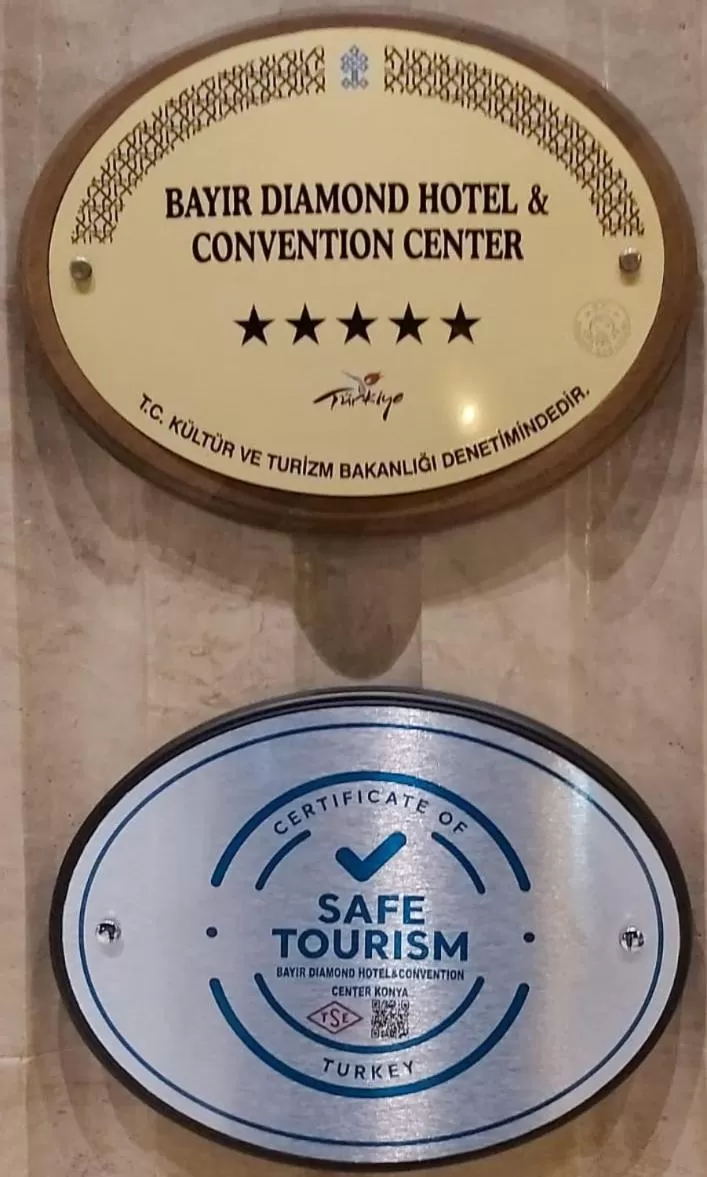 BAYIR DIAMOND HOTEL &
CONVENTION CENTER
★★★★★
Türkiye
T.C. KÜLTÜR VE TURİZM BAKANLIĞI DENETİMİNDEDİR.
CERTIFICATE OF
SAFE
TOURISM
BAYIR DIAMOND HOTEL&CONVENTION
CENTER KONYA
TSE
TURKEY